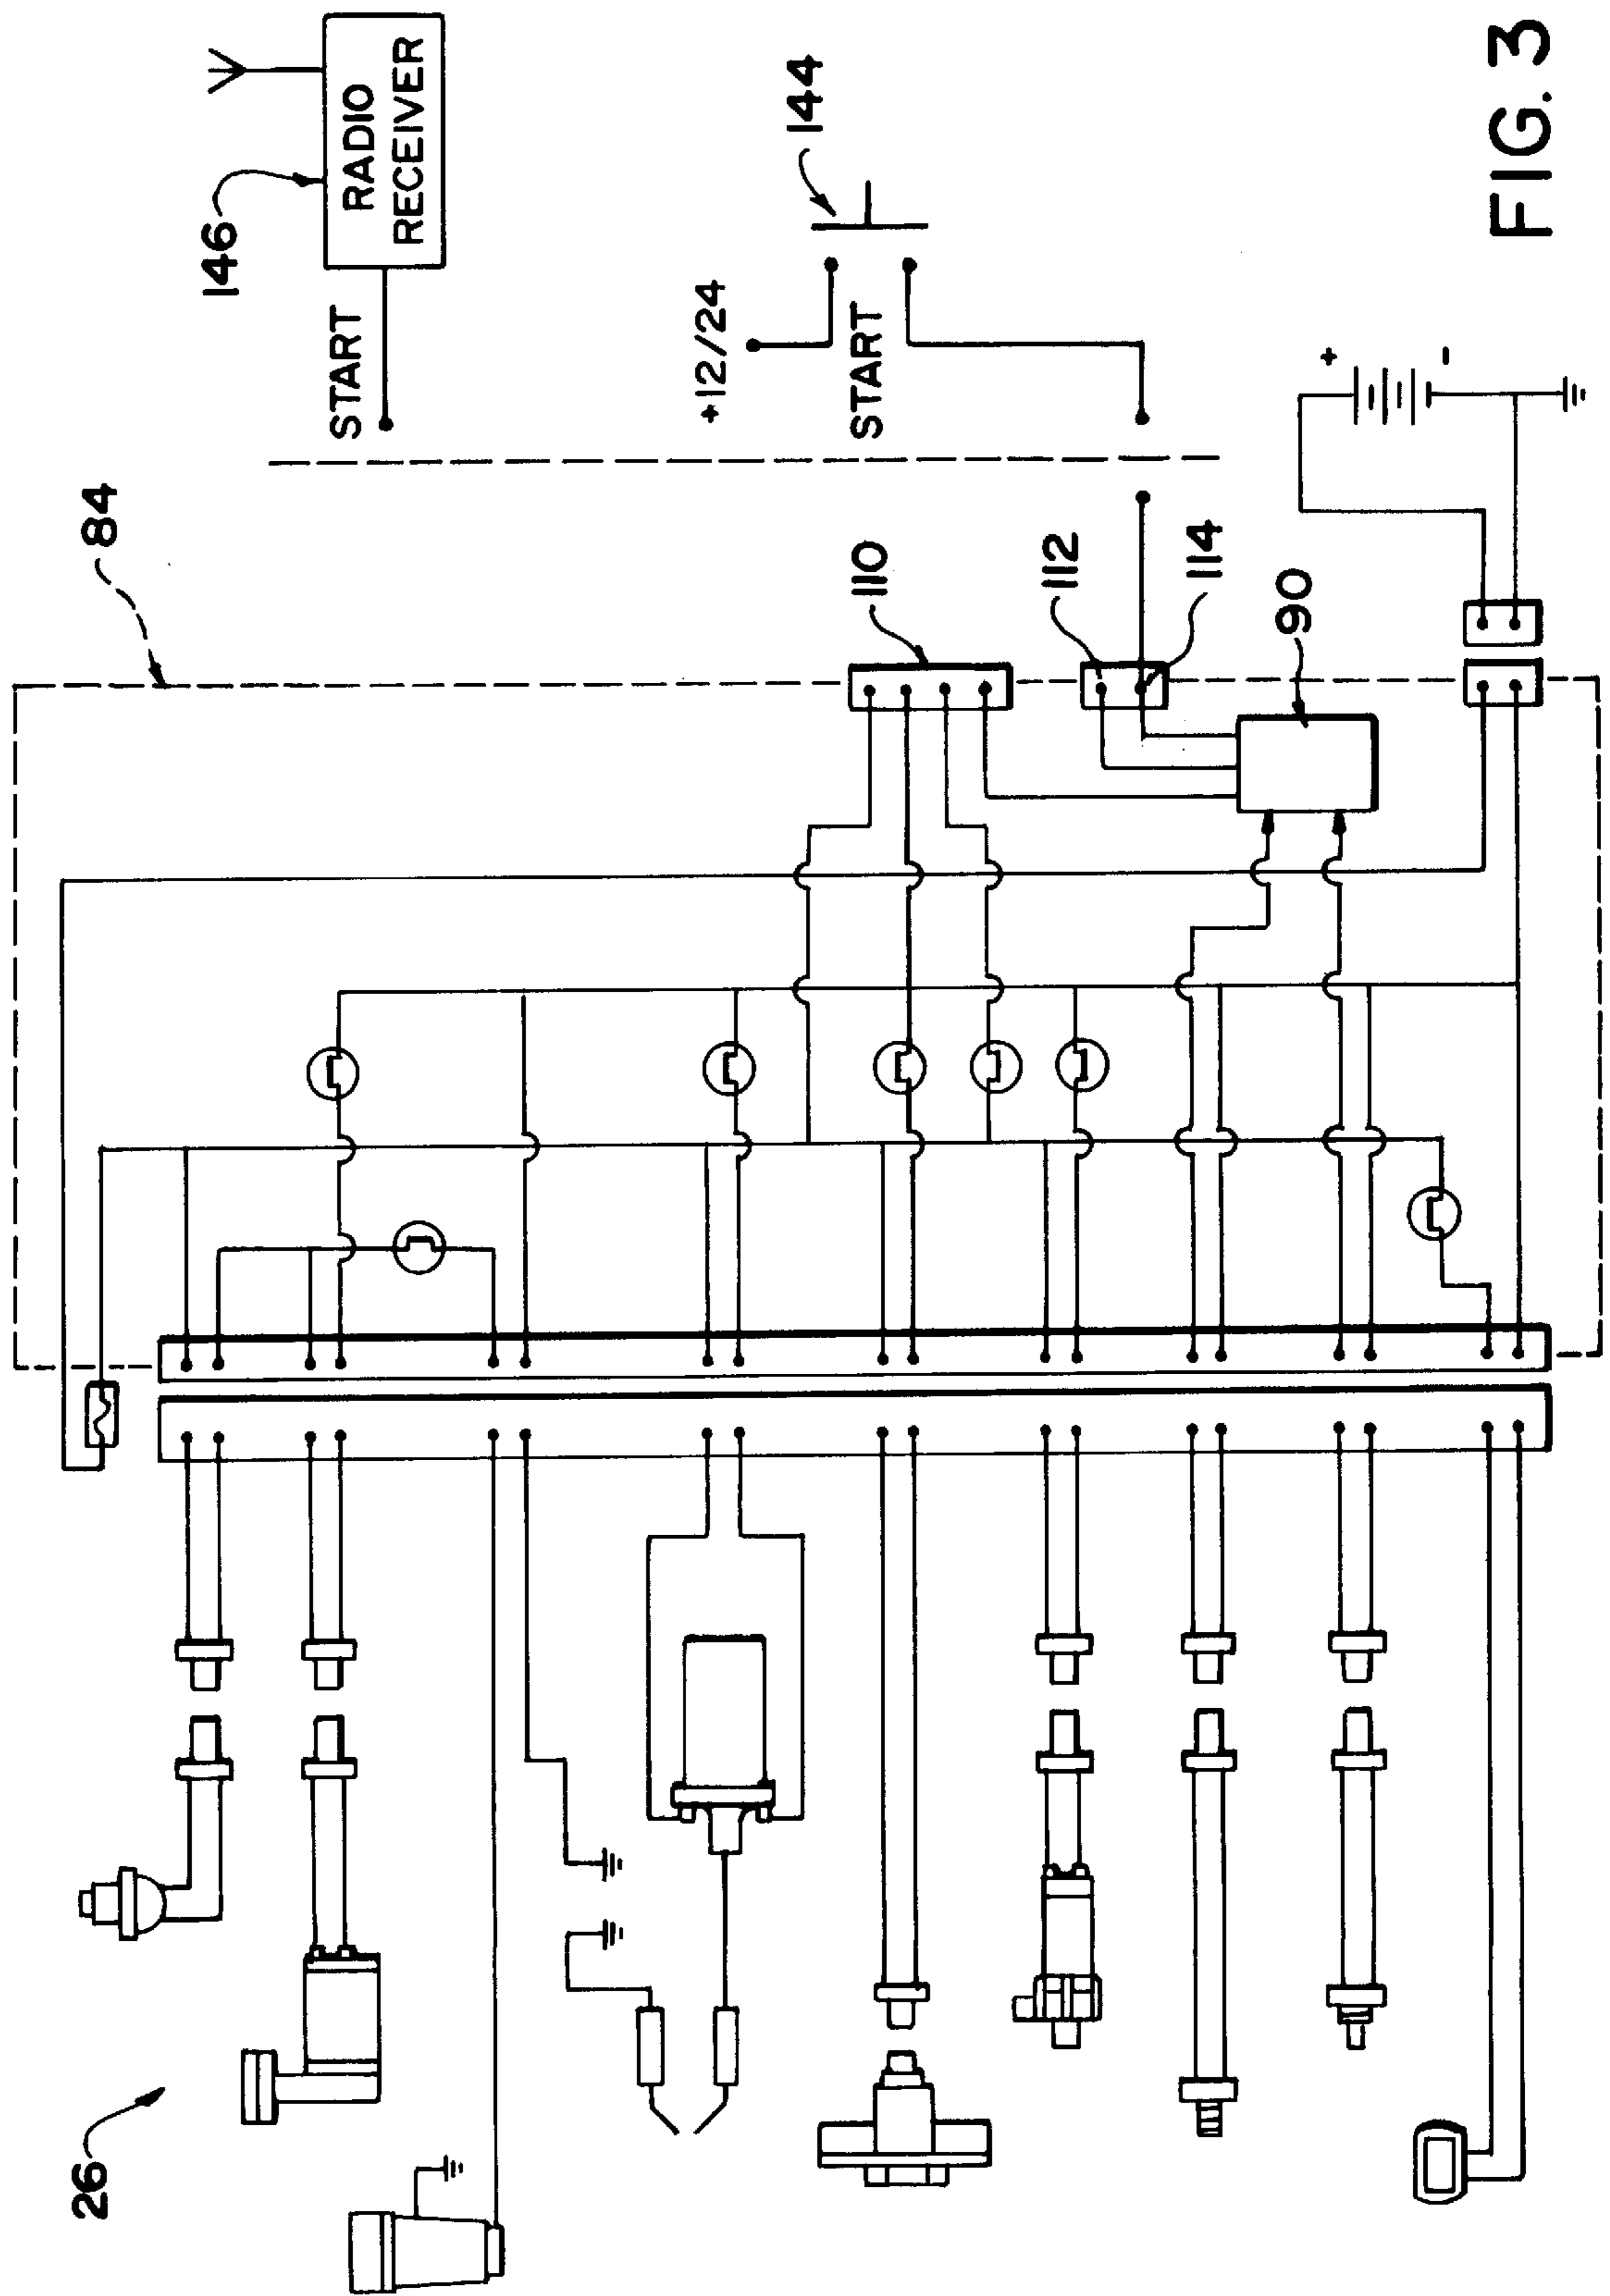 26
84
146
RADIO
RECEIVER
START
+12/24
START
144
110
112
114
90
+
-
FIG. 3